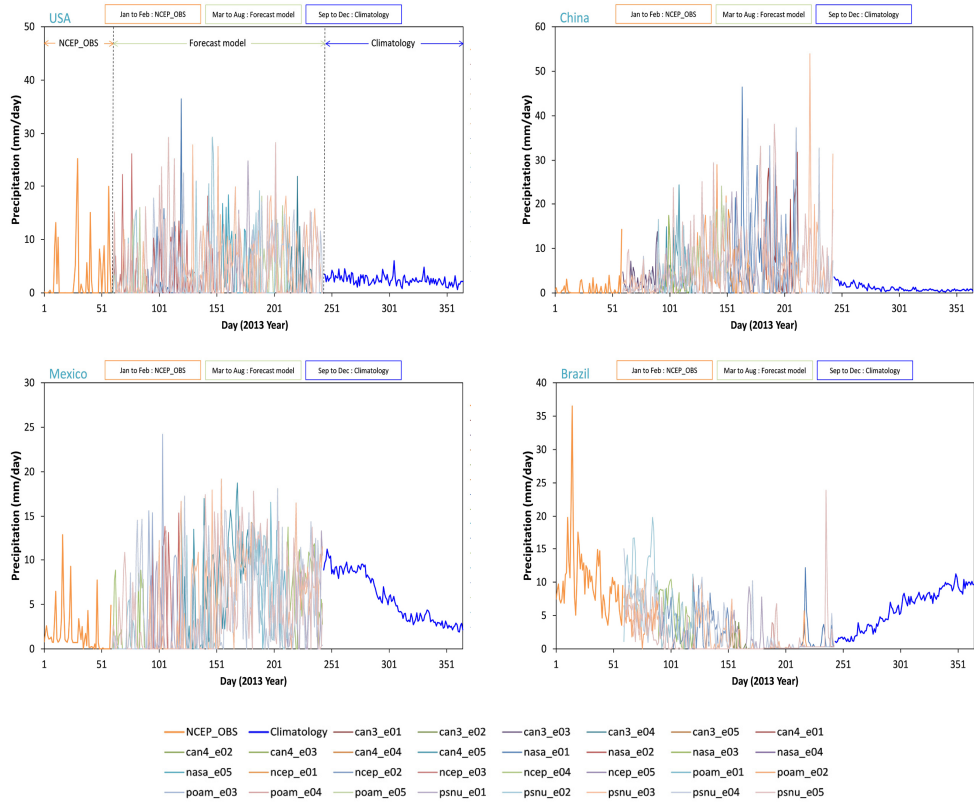 USA
Jan to Feb : NCEP_OBS
Mar to Aug : Forecast model
Sep to Dec : Climatology
Precipitation (mm/day)
50
40
30
20
10
0
NCEP_OBS
Forecast model
Climatology
1 51 101 151 201 251 301 351
Day (2013 Year)
China
Jan to Feb : NCEP_OBS
Mar to Aug : Forecast model
Sep to Dec : Climatology
Precipitation (mm/day)
60
50
40
30
20
10
0
1 51 101 151 201 251 301 351
Day (2013 Year)
Mexico
Jan to Feb : NCEP_OBS
Mar to Aug : Forecast model
Sep to Dec : Climatology
Precipitation (mm/day)
30
25
20
15
10
5
0
1 51 101 151 201 251 301 351
Day (2013 Year)
Brazil
Jan to Feb : NCEP_OBS
Mar to Aug : Forecast model
Sep to Dec : Climatology
Precipitation (mm/day)
40
35
30
25
20
15
10
5
0
1 51 101 151 201 251 301 351
Day (2013 Year)
NCEP_OBS Climatology can3_e01 can3_e02 can3_e03 can3_e04 can3_e05 can4_e01
can4_e02 can4_e03 can4_e04 can4_e05 nasa_e01 nasa_e02 nasa_e03 nasa_e04
nasa_e05 ncep_e01 ncep_e02 ncep_e03 ncep_e04 ncep_e05 poam_e01 poam_e02
poam_e03 poam_e04 poam_e05 psnu_e01 psnu_e02 psnu_e03 psnu_e04 psnu_e05